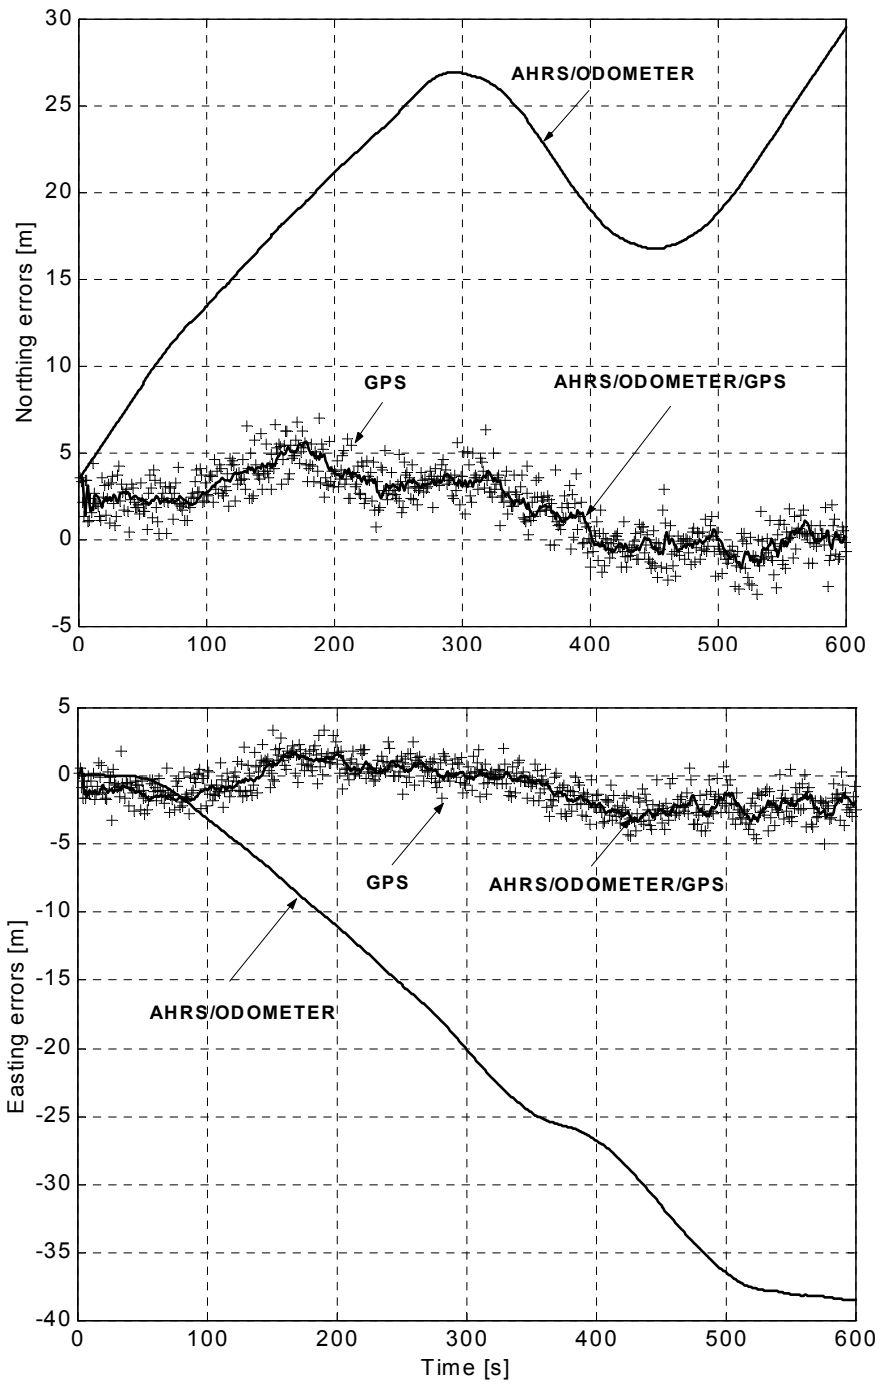 30
25
20
15
10
5
0
-5
Northing errors [m]
AHRS/ODOMETER
GPS
AHRS/ODOMETER/GPS
0 100 200 300 400 500 600
5
0
-5
-10
-15
-20
-25
-30
-35
-40
Easting errors [m]
GPS
AHRS/ODOMETER/GPS
AHRS/ODOMETER
0 100 200 300 400 500 600
Time [s]